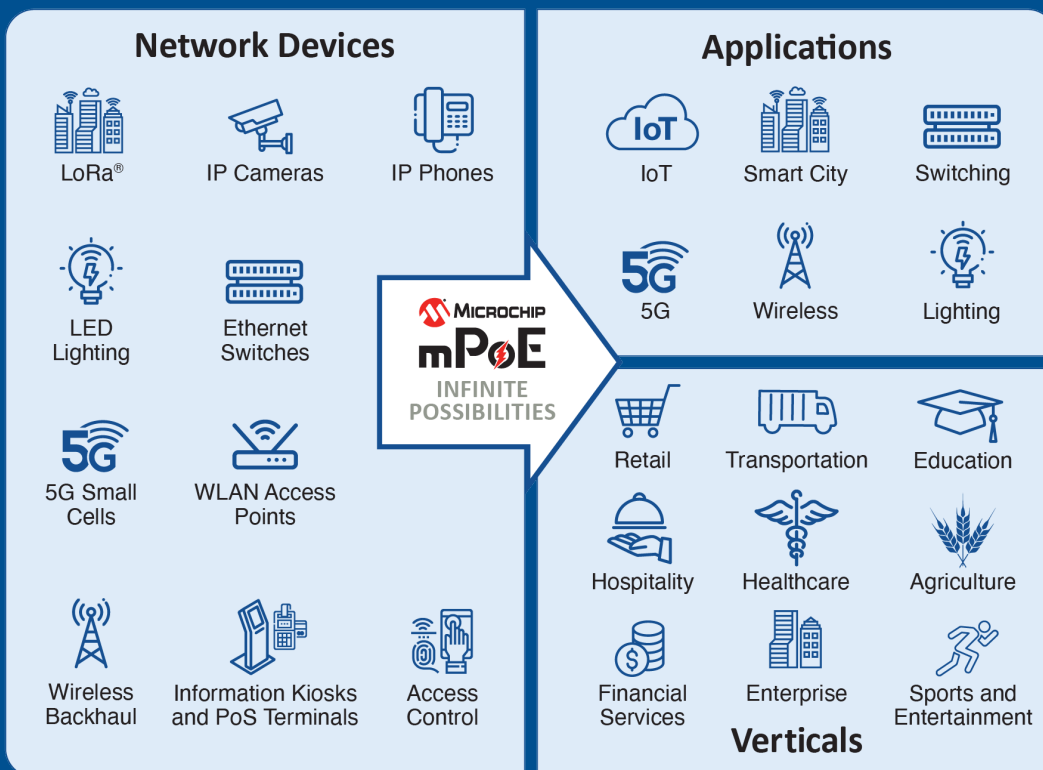 Network Devices
LoRa®
IP Cameras
IP Phones
LED
Lighting
Ethernet
Switches
5G
5G Small
Cells
WLAN Access
Points
Wireless
Backhaul
Information Kiosks
and PoS Terminals
Access
Control
MICROCHIP
mPoE
INFINITE
POSSIBILITIES
Applications
IoT
IoT
Smart City
Switching
5G
5G
Wireless
Lighting
Retail
Transportation
Education
Hospitality
Healthcare
Agriculture
$
Financial
Services
Enterprise
Sports and
Entertainment
Verticals